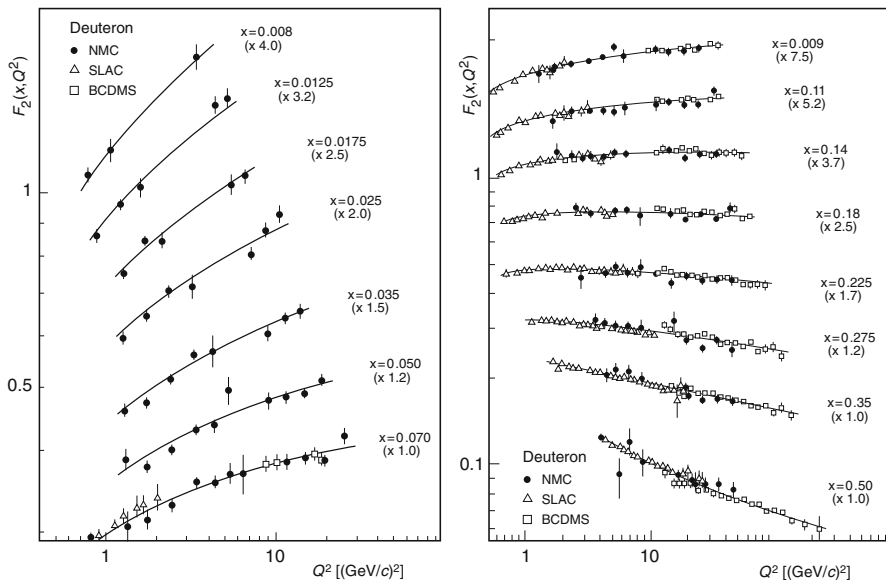 Deuteron
NMC
SLAC
BCDMS
x=0.008
(x 4.0)
x=0.0125
(x 3.2)
x=0.0175
(x 2.5)
x=0.025
(x 2.0)
x=0.035
(x 1.5)
x=0.050
(x 1.2)
x=0.070
(x 1.0)
F₂(x,Q²)
1
0.5
1
10
Q² [(GeV/c)²]
x=0.009
(x 7.5)
x=0.11
(x 5.2)
x=0.14
(x 3.7)
x=0.18
(x 2.5)
x=0.225
(x 1.7)
x=0.275
(x 1.2)
x=0.35
(x 1.0)
x=0.50
(x 1.0)
F₂(x,Q²)
1
0.1
Deuteron
NMC
SLAC
BCDMS
1
10
Q² [(GeV/c)²]